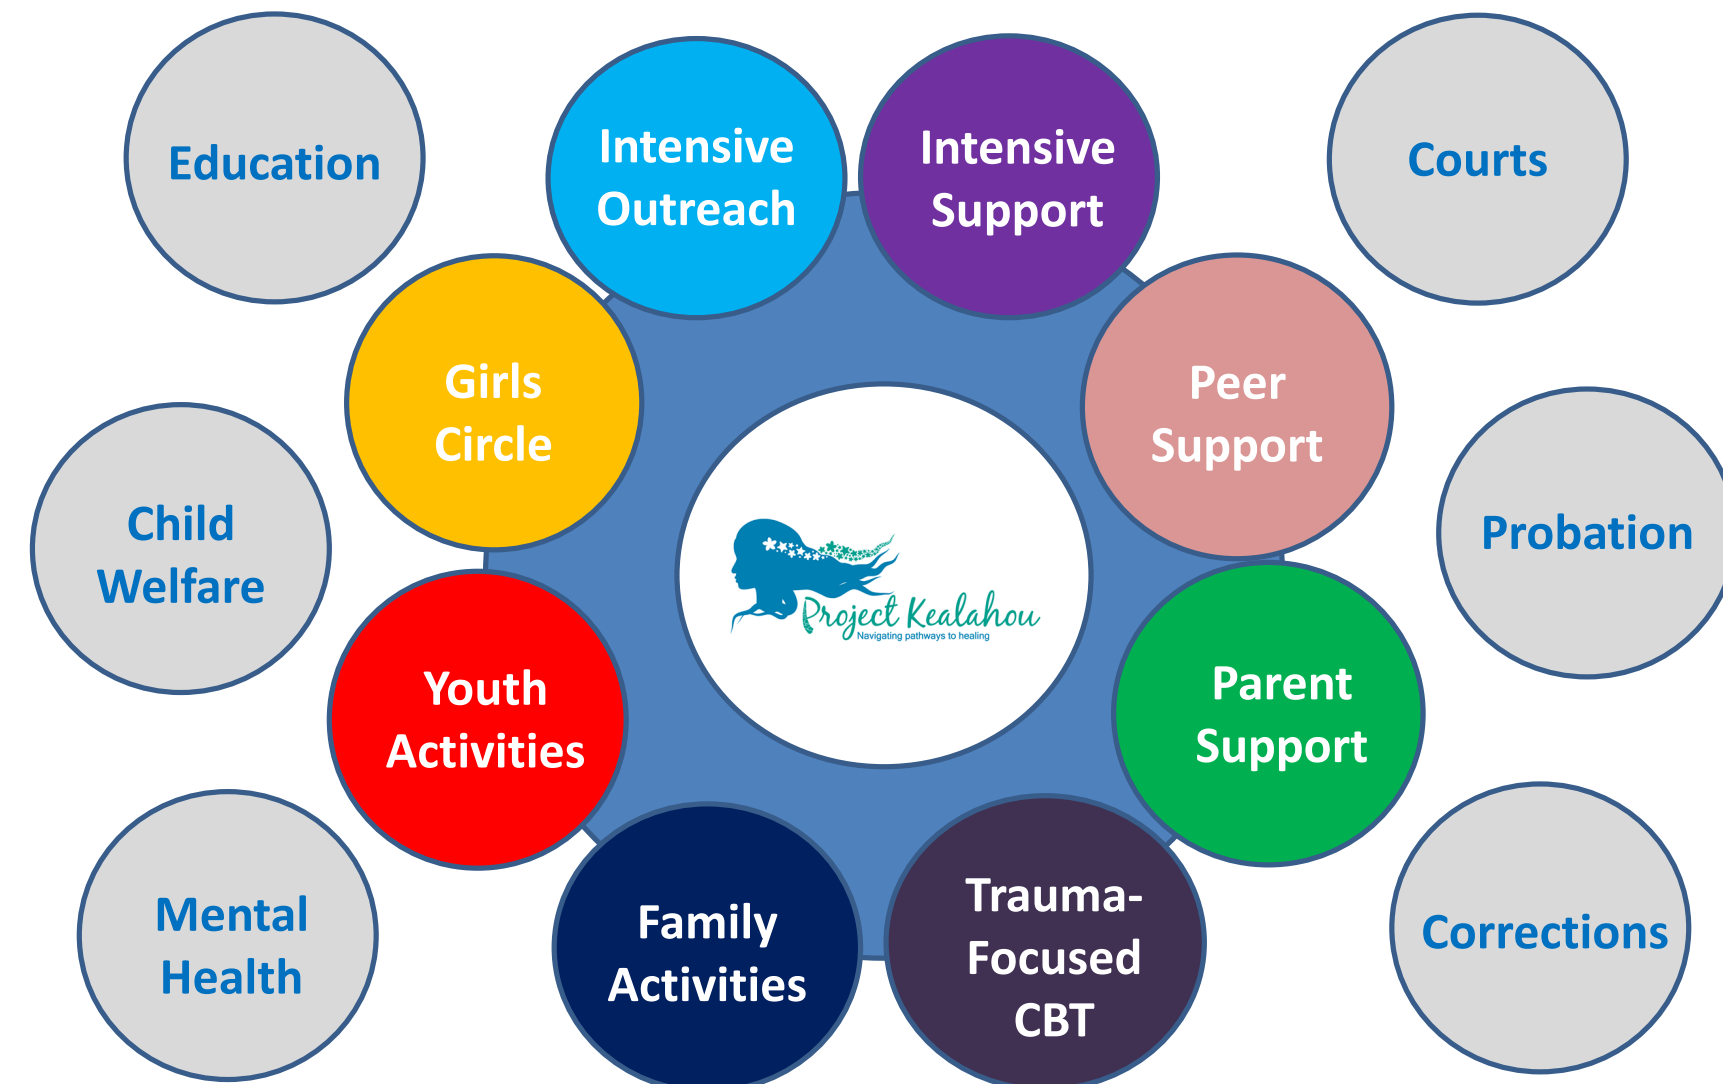 Education
Intensive
Outreach
Intensive
Support
Courts
Girls
Circle
Peer
Support
Child
Welfare
Project Kealahou
Navigating pathways to healing
Probation
Youth
Activities
Parent
Support
Mental
Health
Family
Activities
Trauma-
Focused
CBT
Corrections